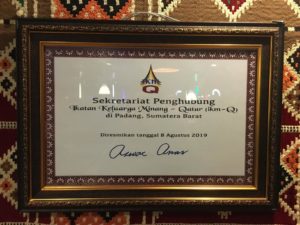 Sekretariat Penghubung
Ikatan Keluarga Minang - Qatar (Ikm-Q)
di Padang, Sumatera Barat
Diresmikan tanggal 8 Agustus 2019